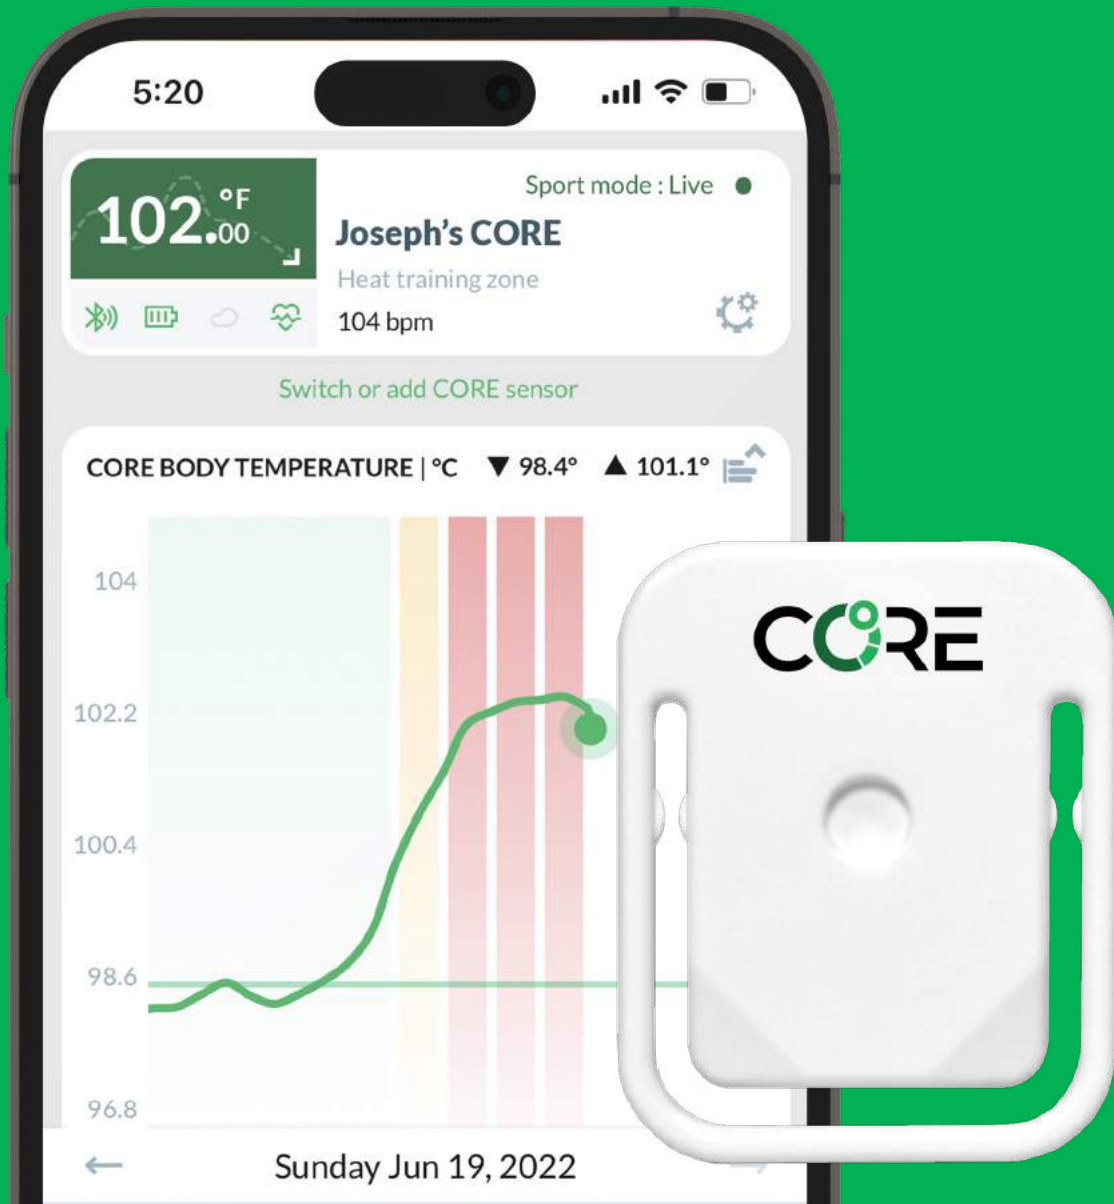 5:20
102.00 °F
Sport mode : Live
Joseph's CORE
Heat training zone
104 bpm
Switch or add CORE sensor
CORE BODY TEMPERATURE | °C ▼ 98.4° ▲ 101.1°
104
102.2
100.4
98.6
96.8
Sunday Jun 19, 2022
CORE